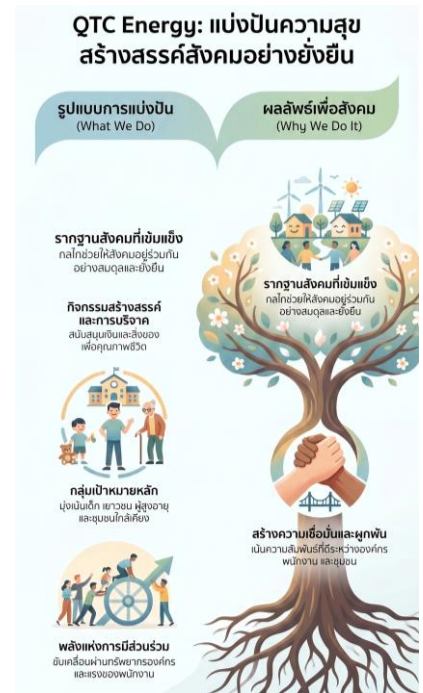 QTC Energy: แบ่งปันความสุข
สร้างสรรค์สังคมอย่างยั่งยืน
รูปแบบการแบ่งปัน
(What We Do)
ผลลัพธ์เพื่อสังคม
(Why We Do It)
รากฐานสังคมที่เข้มแข็ง
กลไกช่วยให้สังคมอยู่ร่วมกัน
อย่างสมดุลและยั่งยืน
กิจกรรมสร้างสรรค์
และการบริจาค
สนับสนุนเงินและสิ่งของ
เพื่อคุณภาพชีวิต
กลุ่มเป้าหมายหลัก
มุ่งเน้นเด็ก เยาวชน ผู้สูงอายุ
และชุมชนใกล้เคียง
พลังแห่งการมีส่วนร่วม
ขับเคลื่อนผ่านทรัพยากรองค์กร
และแรงของพนักงาน
รากฐานสังคมที่เข้มแข็ง
กลไกช่วยให้สังคมอยู่ร่วมกัน
อย่างสมดุลและยั่งยืน
สร้างความเชื่อมั่นและผูกพัน
เน้นความสัมพันธ์ที่ดีระหว่างองค์กร
พนักงาน และชุมชน